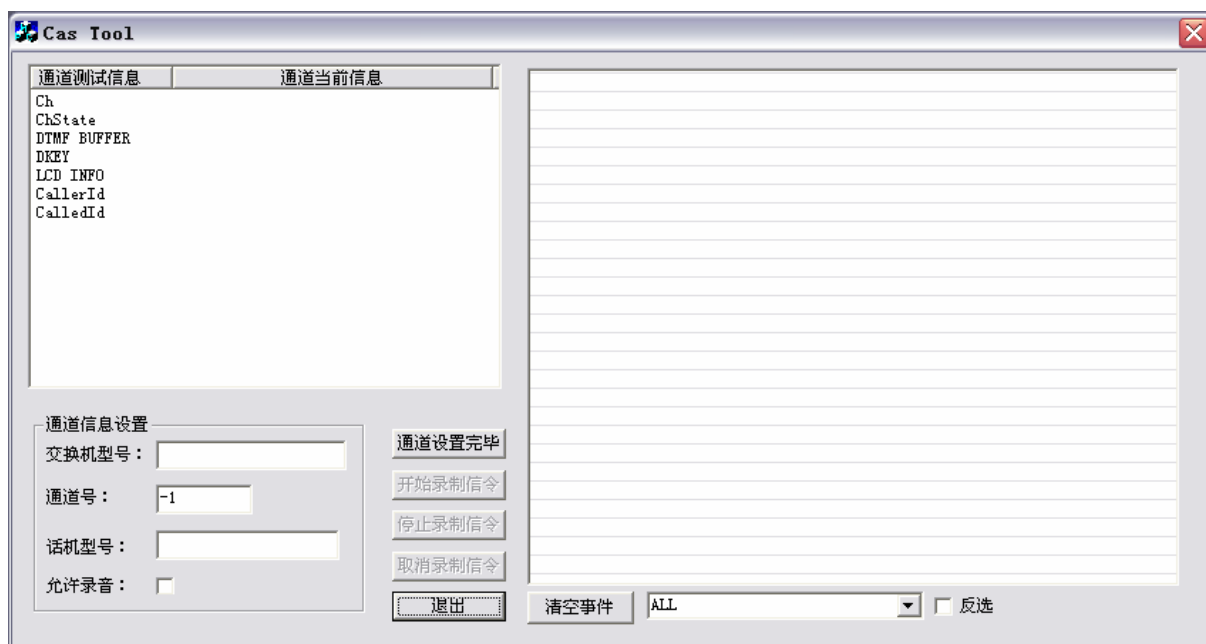 Cas Tool
通道测试信息 通道当前信息
Ch
ChState
DTMF BUFFER
DKEY
LCD INFO
CallerId
CalledId
通道信息设置
交换机型号：
通道号： -1
话机型号：
允许录音：
通道设置完毕
开始录制信令
停止录制信令
取消录制信令
退出
清空事件 ALL 反选